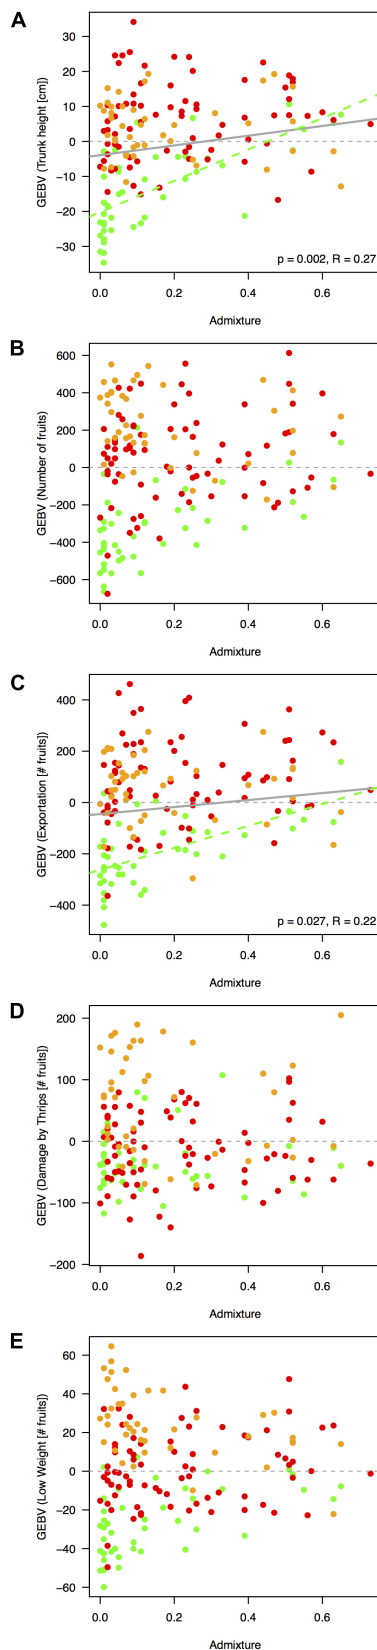 A
GEBV (Trunk height [cm])
30
20
10
0
−10
−20
−30
p = 0.002, R = 0.27
0.0 0.2 0.4 0.6
Admixture
B
GEBV (Number of fruits)
600
400
200
0
−200
−400
−600
0.0 0.2 0.4 0.6
Admixture
C
GEBV (Exportation [# fruits])
400
200
0
−200
−400
p = 0.027, R = 0.22
0.0 0.2 0.4 0.6
Admixture
D
GEBV (Damage by Thrips [# fruits])
200
100
0
−100
−200
0.0 0.2 0.4 0.6
Admixture
E
GEBV (Low Weight [# fruits])
60
40
20
0
−20
−40
−60
0.0 0.2 0.4 0.6
Admixture